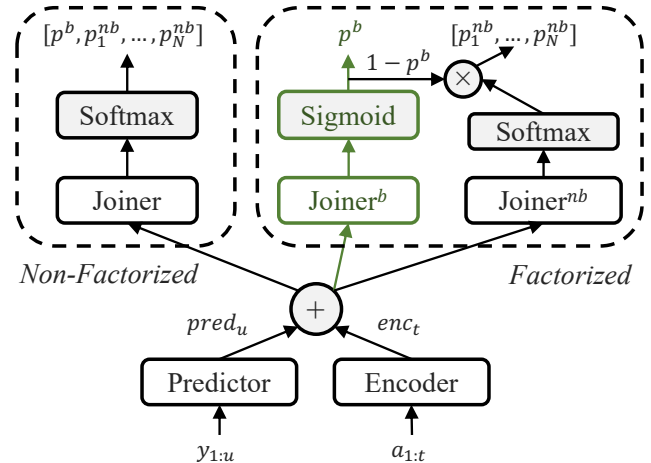 [p^b, p_1^{nb}, …, p_N^{nb}]
p^b
[p_1^{nb}, …, p_N^{nb}]
1 − p^b
×
Softmax
Sigmoid
Softmax
Joiner
Joiner^b
Joiner^{nb}
Non-Factorized
Factorized
+
pred_u
enc_t
Predictor
Encoder
y_{1:u}
a_{1:t}